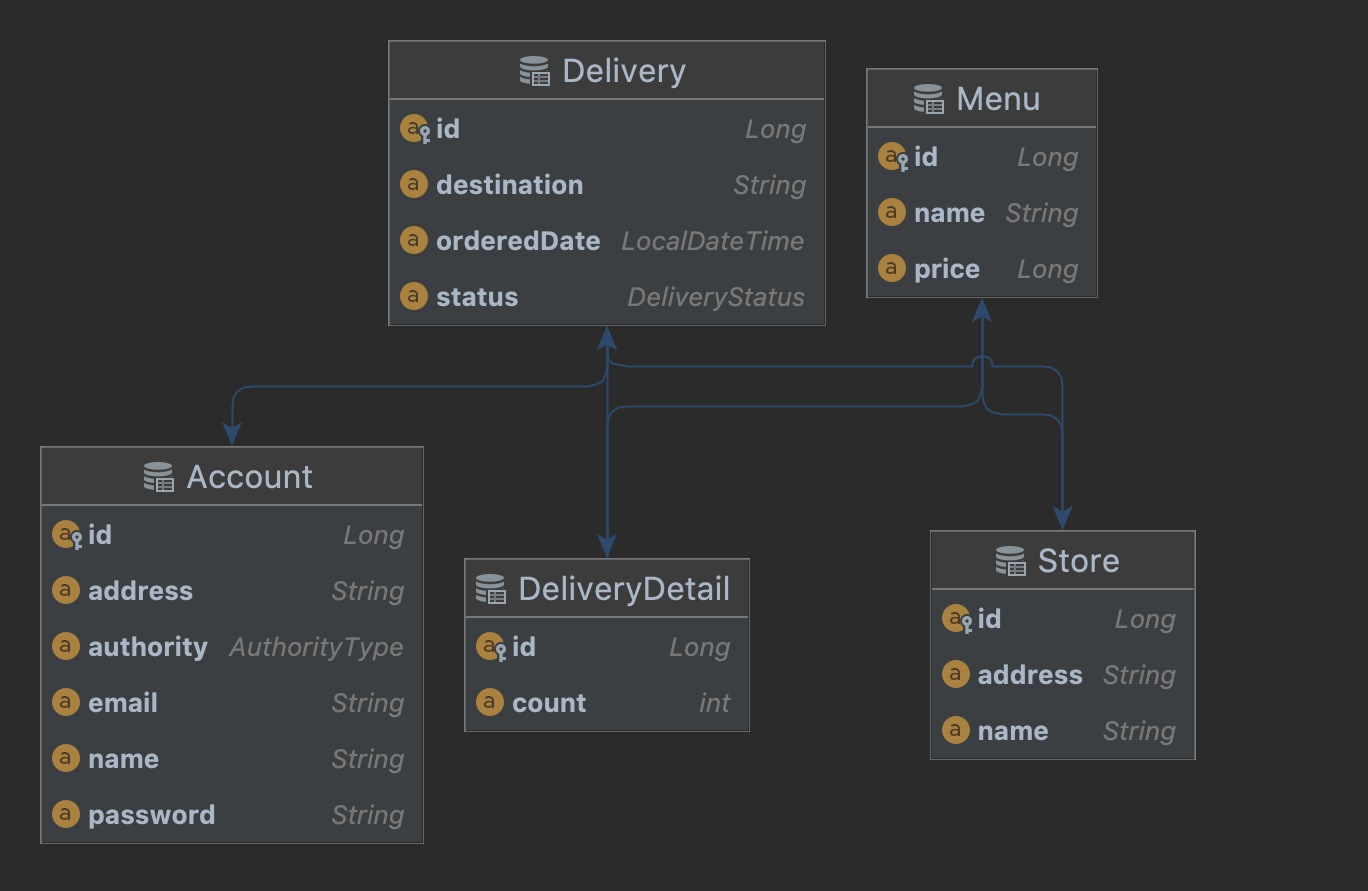 Delivery
id Long
destination String
orderedDate LocalDateTime
status DeliveryStatus
Menu
id Long
name String
price Long
Account
id Long
address String
authority AuthorityType
email String
name String
password String
DeliveryDetail
id Long
count int
Store
id Long
address String
name String